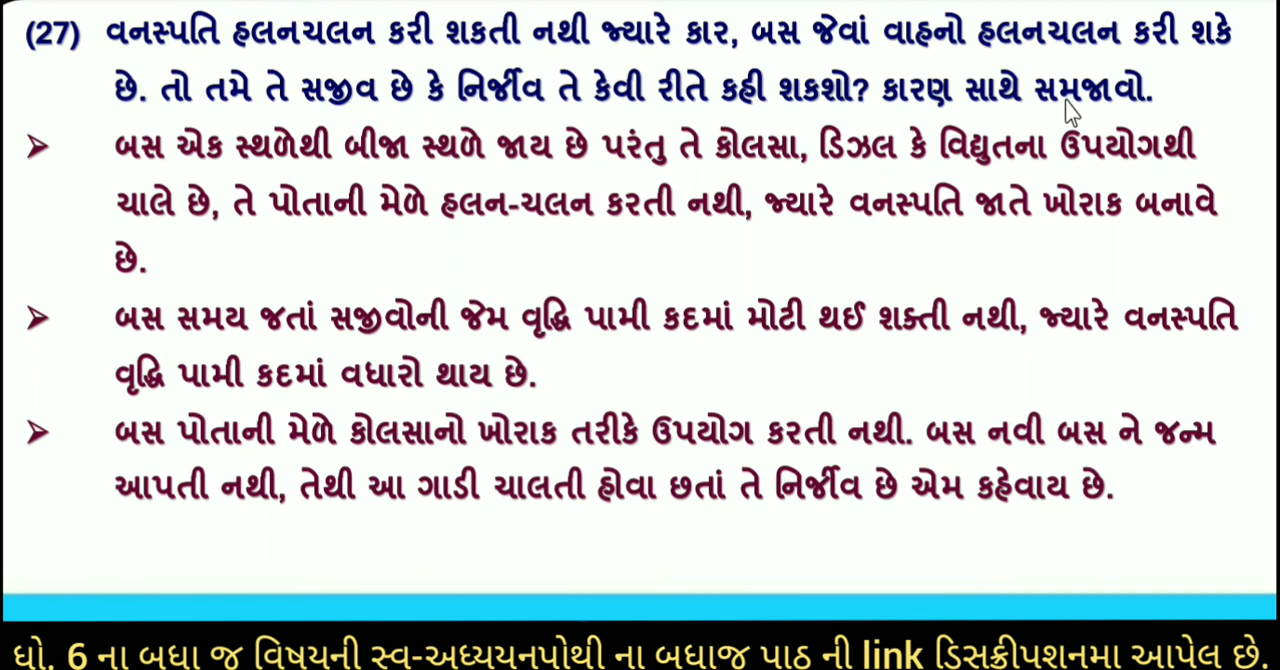 (27) વનસ્પતિ હલનચલન કરી શકતી નથી જ્યારે કાર, બસ જેવાં વાહનો હલનચલન કરી શકે
છે. તો તમે તે સજીવ છે કે નિર્જીવ તે કેવી રીતે કહી શકશો? કારણ સાથે સમજાવો.
➢ બસ એક સ્થળેથી બીજા સ્થળે જાય છે પરંતુ તે કોલસા, ડિઝલ કે વિદ્યુતના ઉપયોગથી
ચાલે છે, તે પોતાની મેળે હલન-ચલન કરતી નથી, જ્યારે વનસ્પતિ જાતે ખોરાક બનાવે
છે.
➢ બસ સમય જતાં સજીવોની જેમ વૃદ્ધિ પામી કદમાં મોટી થઈ શક્તી નથી, જ્યારે વનસ્પતિ
વૃદ્ધિ પામી કદમાં વધારો થાય છે.
➢ બસ પોતાની મેળે કોલસાનો ખોરાક તરીકે ઉપયોગ કરતી નથી. બસ નવી બસ ને જન્મ
આપતી નથી, તેથી આ ગાડી ચાલતી હોવા છતાં તે નિર્જીવ છે એમ કહેવાય છે.
ધો. 6 ના બધા જ વિષયની સ્વ-અધ્યયનપોથી ના બધાજ પાઠ ની link ડિસક્રીપશનમા આપેલ છે.